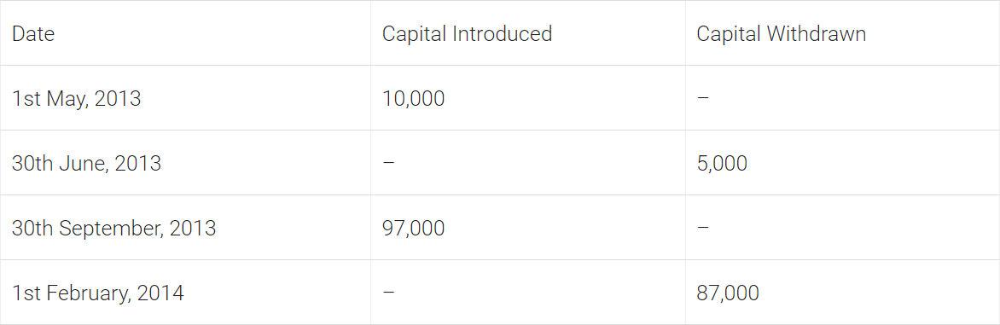 Date Capital Introduced Capital Withdrawn
1st May, 2013 10,000 –
30th June, 2013 – 5,000
30th September, 2013 97,000 –
1st February, 2014 – 87,000